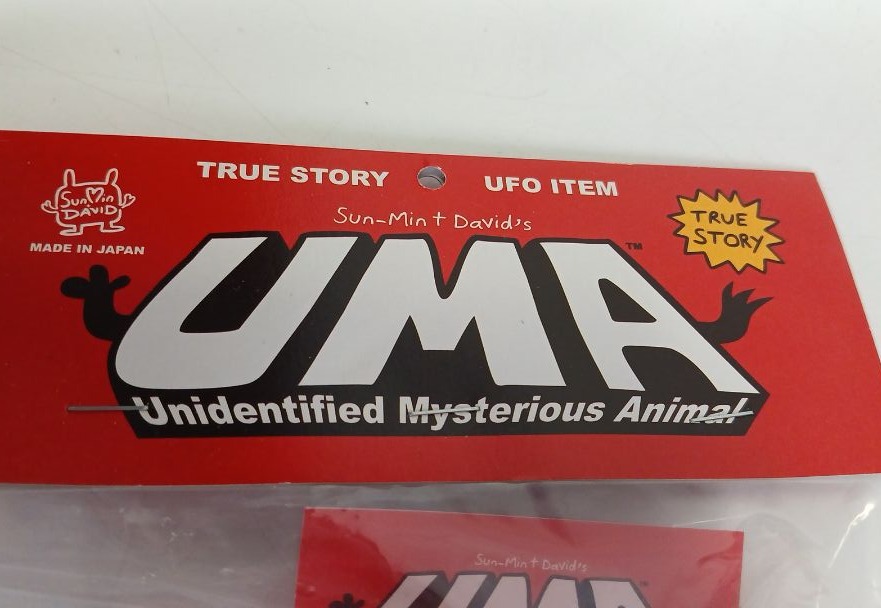 TRUE STORY UFO ITEM
Sun-Min + David's
UMA™
Unidentified Mysterious Animal
Sun Min
DAVID
MADE IN JAPAN
TRUE
STORY
Sun-Min + David's
UMA